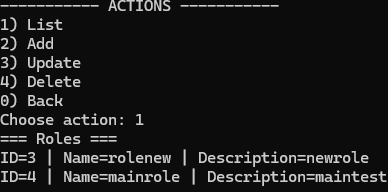 ----------- ACTIONS -----------
1) List
2) Add
3) Update
4) Delete
0) Back
Choose action: 1
=== Roles ===
ID=3 | Name=rolenew | Description=newrole
ID=4 | Name=mainrole | Description=maintest